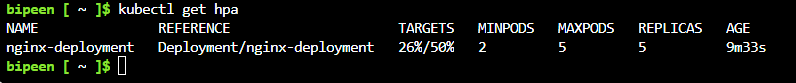 bipeen [ ~ ]$ kubectl get hpa
NAME REFERENCE TARGETS MINPODS MAXPODS REPLICAS AGE
nginx-deployment Deployment/nginx-deployment 26%/50% 2 5 5 9m33s
bipeen [ ~ ]$